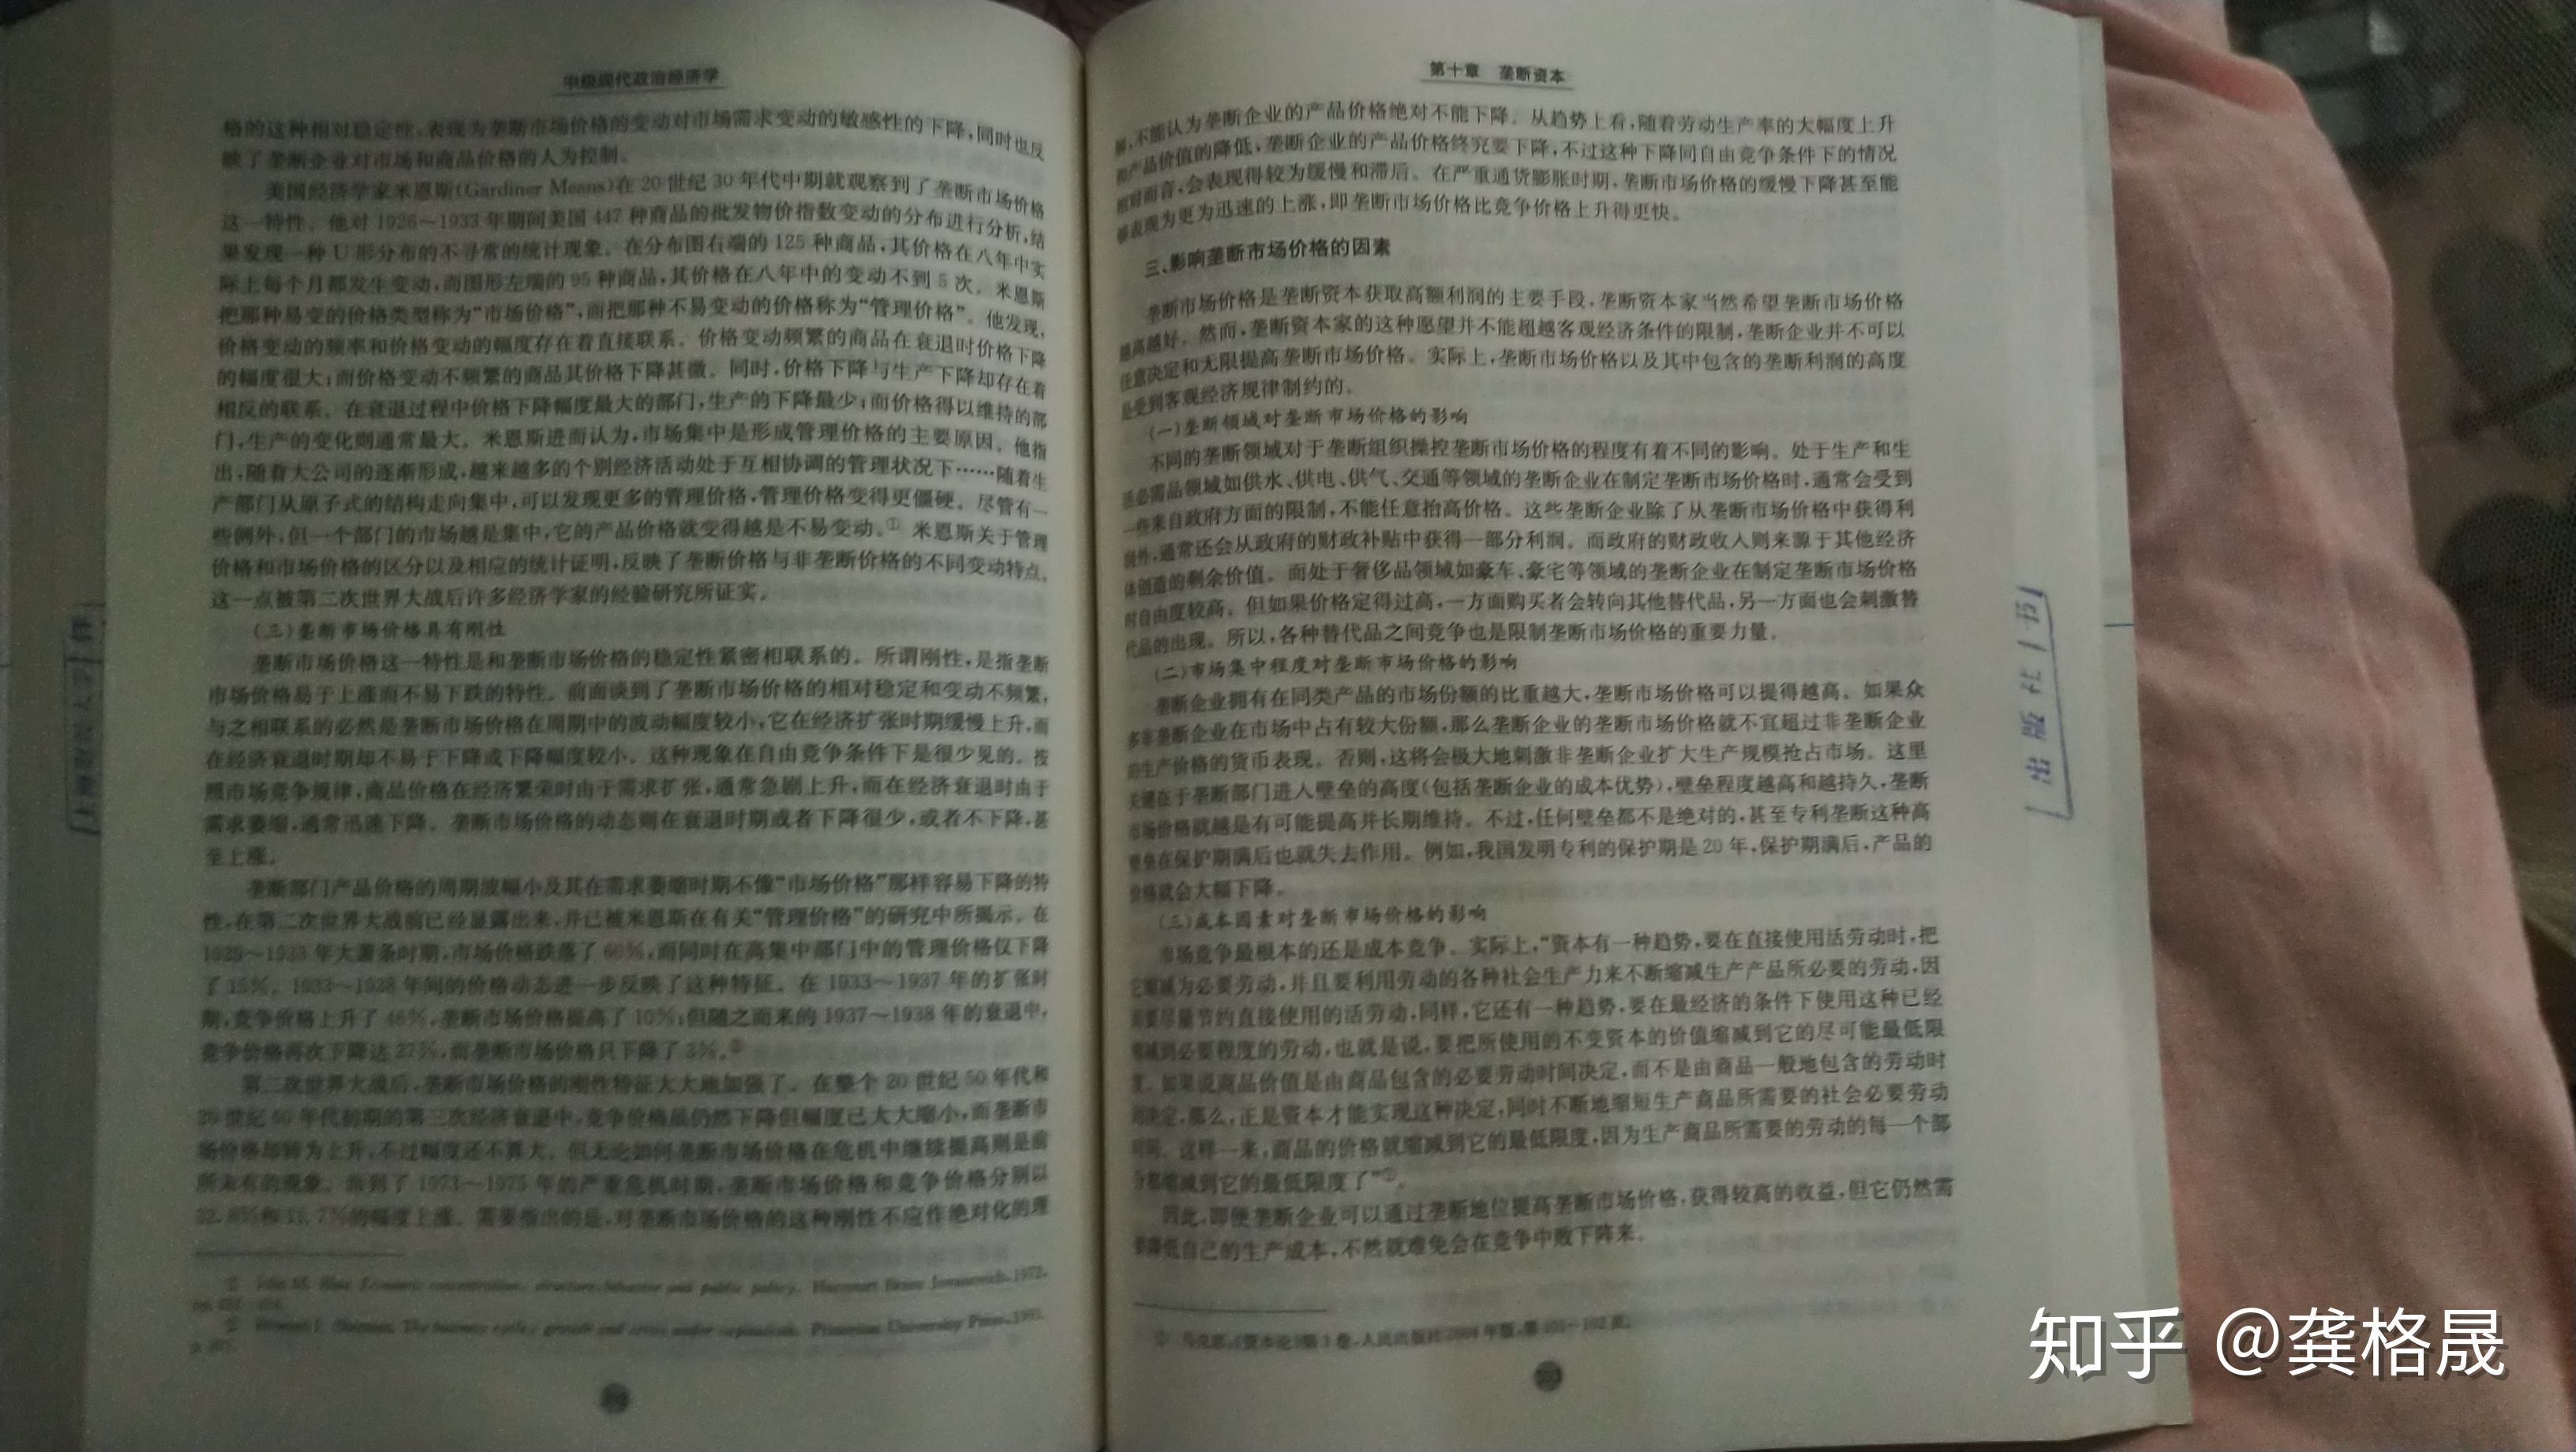 中级现代政治经济学
格的这种相对稳定性,表现为垄断市场价格的变动对市场需求变动的敏感性的下降,同时也反
映了垄断企业对市场和商品价格的人为控制。
美国经济学家米恩斯(Gardiner Means)在20世纪30年代中期就观察到了垄断市场价格
这一特性。他对1926～1933年期间美国447种商品的批发物价指数变动的分布进行分析,结
果发现一种U形分布的不寻常的统计现象。在分布图右端的125种商品,其价格在八年中实
际上每个月都发生变动,而图形左端的95种商品,其价格在八年中的变动不到5次。米恩斯
把那种易变的价格类型称为“市场价格”,而把那种不易变动的价格称为“管理价格”。他发现,
价格变动的频率和价格变动的幅度存在着直接联系。价格变动频繁的商品在衰退时价格下降
的幅度很大;而价格变动不频繁的商品其价格下降甚微。同时,价格下降与生产下降却存在着
相反的联系。在衰退过程中价格下降幅度最大的部门,生产的下降最少;而价格得以维持的部
门,生产的变化则通常最大。米恩斯进而认为,市场集中是形成管理价格的主要原因。他指
出,随着大公司的逐渐形成,越来越多的个别经济活动处于互相协调的管理状况下……随着生
产部门从原子式的结构走向集中,可以发现更多的管理价格,管理价格变得更僵硬。尽管有一
些例外,但一个部门的市场越是集中,它的产品价格就变得越是不易变动。① 米恩斯关于管理
价格和市场价格的区分以及相应的统计证明,反映了垄断价格与非垄断价格的不同变动特点。
这一点被第二次世界大战后许多经济学家的经验研究所证实。
(三)垄断市场价格具有刚性
垄断市场价格这一特性是和垄断市场价格的稳定性紧密相联系的。所谓刚性,是指垄断
市场价格易于上涨而不易下跌的特性。前面谈到了垄断市场价格的相对稳定和变动不频繁,
与之相联系的必然是垄断市场价格在周期中的波动幅度较小,它在经济扩张时期缓慢上升,而
在经济衰退时期却不易于下降或下降幅度较小。这种现象在自由竞争条件下是很少见的。按
照市场竞争规律,商品价格在经济繁荣时由于需求扩张,通常急剧上升,而在经济衰退时由于
需求萎缩,通常迅速下降。垄断市场价格的动态则在衰退时期或者下降很少,或者不下降,甚
至上涨。
垄断部门产品价格的周期波幅小及其在需求萎缩时期不像“市场价格”那样容易下降的特
性,在第二次世界大战前已经显露出来,并已被米恩斯在有关“管理价格”的研究中所揭示。在
1929～1933年大萧条时期,市场价格跌落了60%,而同时在高集中部门中的管理价格仅下降
了15%。1933～1938年间的价格动态进一步反映了这种特征。在1933～1937年的扩张时
期,竞争价格上升了46%,垄断市场价格提高了10%;但随之而来的1937～1938年的衰退中,
竞争价格再次下降达27%,而垄断市场价格只下降了3%。②
第二次世界大战后,垄断市场价格的刚性特征大大地加强了。在整个20世纪50年代和
20世纪60年代初期的第三次经济衰退中,竞争价格虽仍然下降但幅度已大大缩小,而垄断市
场价格却转为上升,不过幅度还不算大。但无论如何垄断市场价格在危机中继续提高则是前
所未有的现象。 年的严重危机时期,垄断市场价格和竞争价格分别以
的幅度上涨。需要指出的是,对垄断市场价格的这种刚性不应作绝对化的理
① John M. Blair, Economic concentration: structure, behavior and public policy. Harcourt Brace Jovanovich, 1972,
② Howard J. Sherman, The business cycle: growth and crisis under capitalism. Princeton University Press, 1991,
第十章 垄断资本
解,不能认为垄断企业的产品价格绝对不能下降。从趋势上看,随着劳动生产率的大幅度上升
和产品价值的降低,垄断企业的产品价格终究要下降,不过这种下降同自由竞争条件下的情况
相对而言,会表现得较为缓慢和滞后。在严重通货膨胀时期,垄断市场价格的缓慢下降甚至能
够表现为更为迅速的上涨,即垄断市场价格比竞争价格上升得更快。
三、影响垄断市场价格的因素
垄断市场价格是垄断资本获取高额利润的主要手段,垄断资本家当然希望垄断市场价格
越高越好。然而,垄断资本家的这种愿望并不能超越客观经济条件的限制,垄断企业并不可以
任意决定和无限提高垄断市场价格。实际上,垄断市场价格以及其中包含的垄断利润的高度
是受到客观经济规律制约的。
(一)垄断领域对垄断市场价格的影响
不同的垄断领域对于垄断组织操控垄断市场价格的程度有着不同的影响。处于生产和生
活必需品领域如供水、供电、供气、交通等领域的垄断企业在制定垄断市场价格时,通常会受到
一些来自政府方面的限制,不能任意抬高价格。这些垄断企业除了从垄断市场价格中获得利
润外,通常还会从政府的财政补贴中获得一部分利润。而政府的财政收入则来源于其他经济
体创造的剩余价值。而处于奢侈品领域如豪车、豪宅等领域的垄断企业在制定垄断市场价格
时自由度较高。但如果价格定得过高,一方面购买者会转向其他替代品,另一方面也会刺激替
代品的出现。所以,各种替代品之间竞争也是限制垄断市场价格的重要力量。
(二)市场集中程度对垄断市场价格的影响
垄断企业拥有在同类产品的市场份额的比重越大,垄断市场价格可以提得越高。如果众
多非垄断企业在市场中占有较大份额,那么垄断企业的垄断市场价格就不宜超过非垄断企业
的生产价格的货币表现。否则,这将会极大地刺激非垄断企业扩大生产规模抢占市场。这里
关键在于垄断部门进入壁垒的高度(包括垄断企业的成本优势),壁垒程度越高和越持久,垄断
市场价格就越是有可能提高并长期维持。不过,任何壁垒都不是绝对的,甚至专利垄断这种高
壁垒在保护期满后也就失去作用。例如,我国发明专利的保护期是20年,保护期满后,产品的
价格就会大幅下降。
(三)成本因素对垄断市场价格的影响
市场竞争最根本的还是成本竞争。实际上,“资本有一种趋势,要在直接使用活劳动时,把
它缩减为必要劳动,并且要利用劳动的各种社会生产力来不断缩减生产产品所必要的劳动,因
而要尽量节约直接使用的活劳动,同样,它还有一种趋势,要在最经济的条件下使用这种已经
缩减到必要程度的劳动,也就是说,要把所使用的不变资本的价值缩减到它的尽可能最低限
度。如果说商品价值是由商品包含的必要劳动时间决定,而不是由商品一般地包含的劳动时
间决定,那么,正是资本才能实现这种决定,同时不断地缩短生产商品所需要的社会必要劳动
时间。这样一来,商品的价格就缩减到它的最低限度,因为生产商品所需要的劳动的每一个部
分都缩减到它的最低限度了”①。
因此,即便垄断企业可以通过垄断地位提高垄断市场价格,获得较高的收益,但它仍然需
要降低自己的生产成本,不然就难免会在竞争中败下阵来。
① 马克思:《资本论》第3卷,人民出版社2004年版,第101～102页。
出版社
知乎 @龚格晟